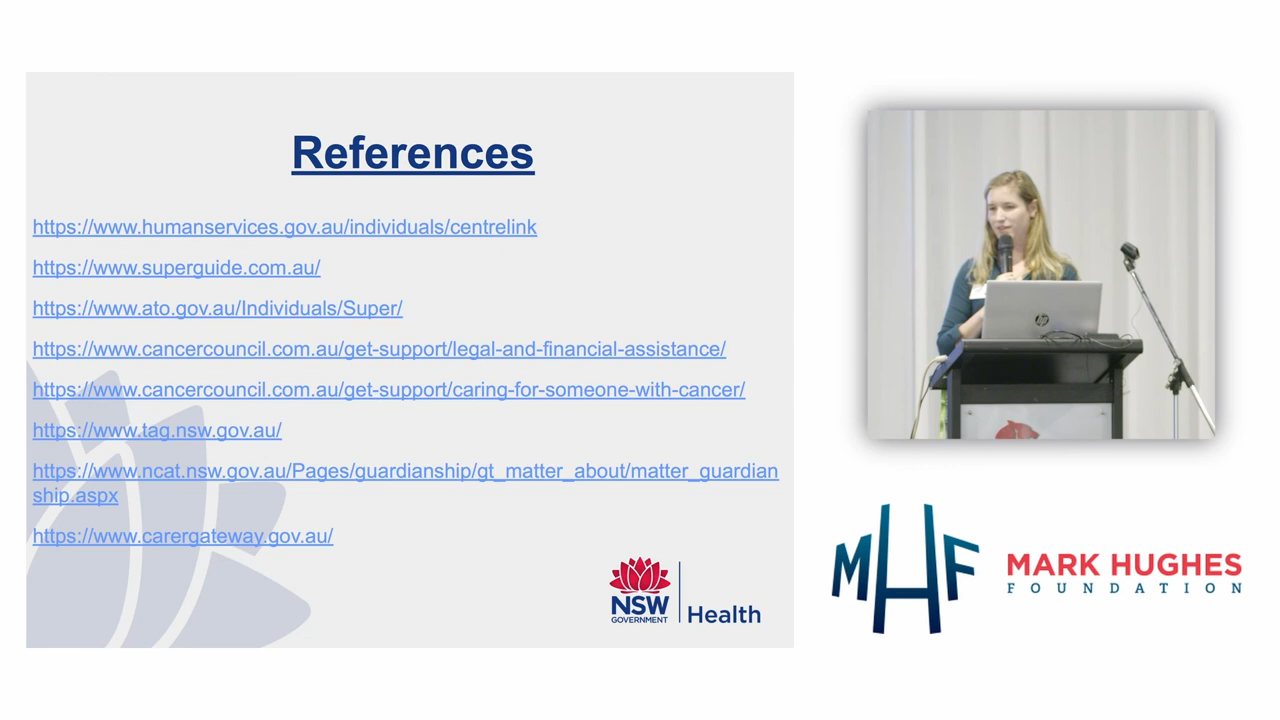 References
https://www.humanservices.gov.au/individuals/centrelink
https://www.superguide.com.au/
https://www.ato.gov.au/Individuals/Super/
https://www.cancercouncil.com.au/get-support/legal-and-financial-assistance/
https://www.cancercouncil.com.au/get-support/caring-for-someone-with-cancer/
https://www.tag.nsw.gov.au/
https://www.ncat.nsw.gov.au/Pages/guardianship/gt_matter_about/matter_guardian
ship.aspx
https://www.carergateway.gov.au/
NSW
GOVERNMENT
Health
hp
MHF
MARK HUGHES
FOUNDATION